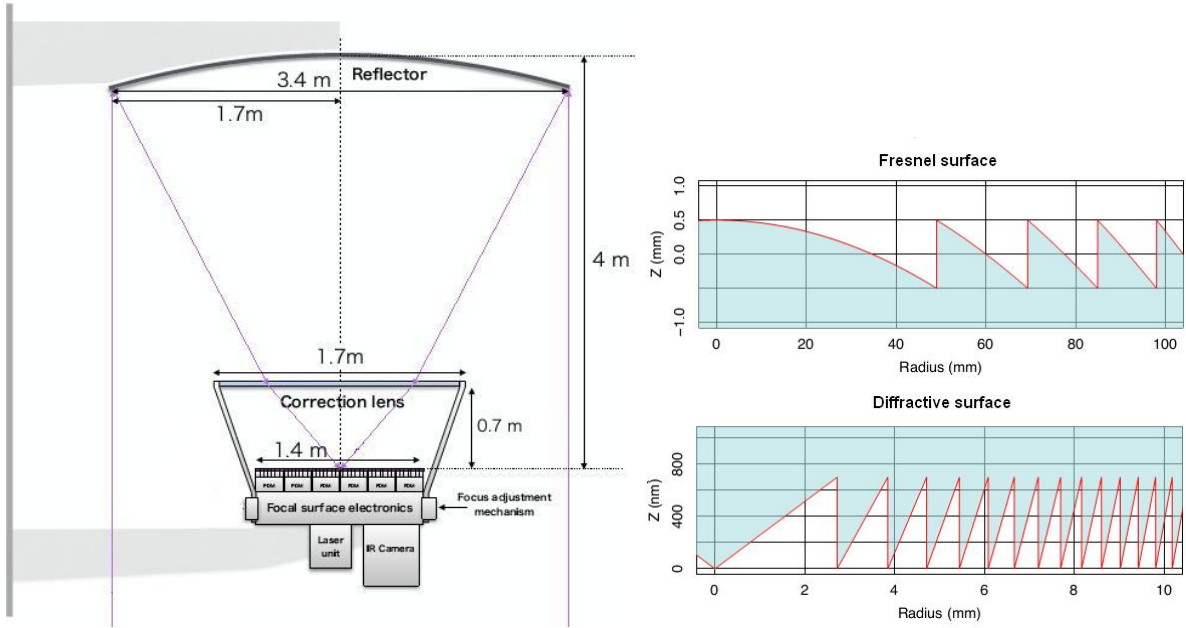 Reflector
3.4 m
1.7m
4 m
1.7m
Correction lens
0.7 m
1.4 m
PDM PDM PDM PDM PDM PDM
Focal surface electronics
Focus adjustment
mechanism
Laser
unit
IR Camera
Fresnel surface
Z (mm)
1.0
0.5
0.0
−1.0
0 20 40 60 80 100
Radius (mm)
Diffractive surface
Z (nm)
800
400
0
0 2 4 6 8 10
Radius (mm)